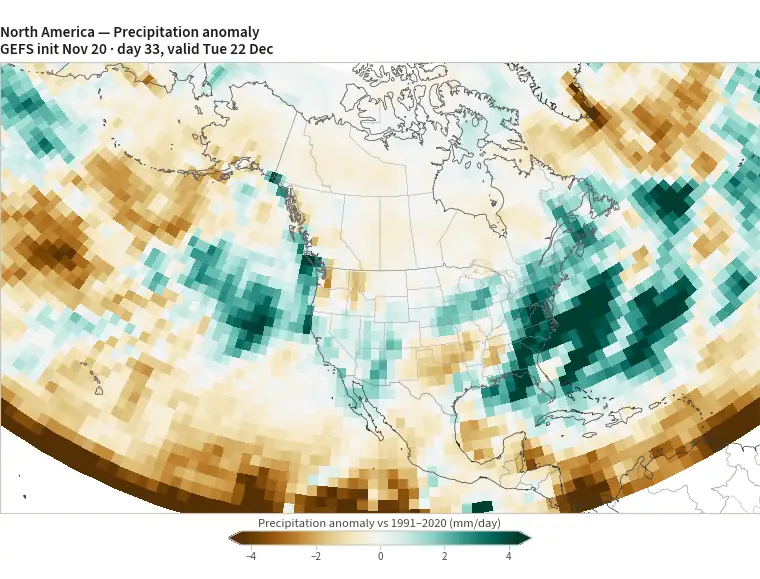 North America — Precipitation anomaly
GEFS init Nov 20 · day 33, valid Tue 22 Dec
Precipitation anomaly vs 1991–2020 (mm/day)
−4 −2 0 2 4